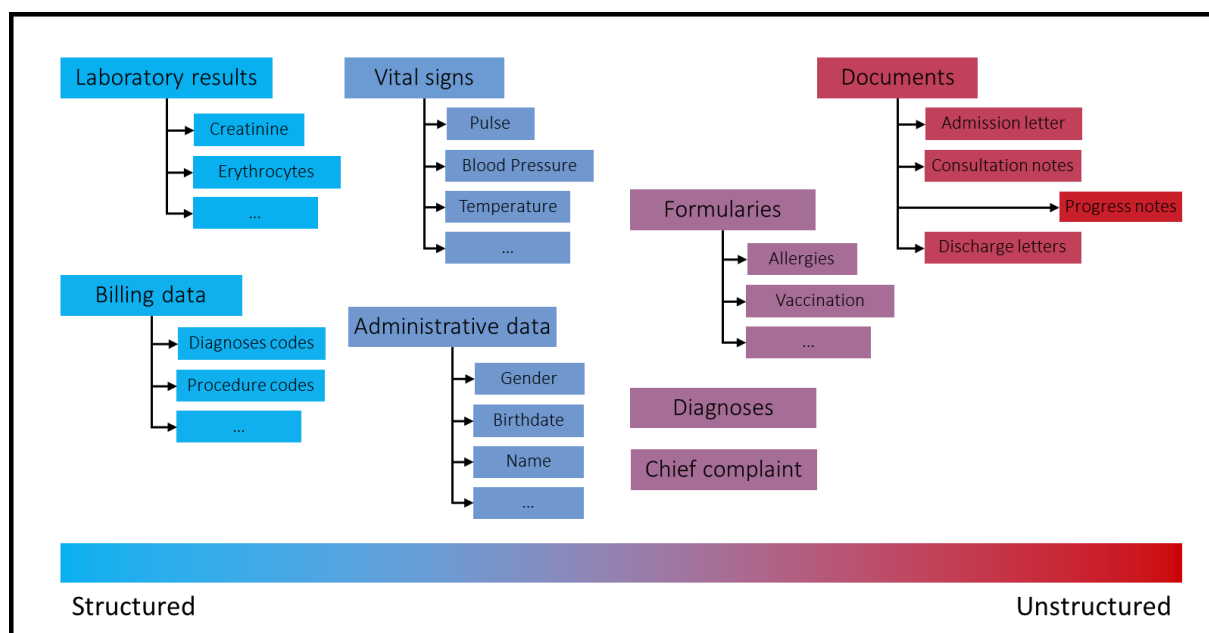 Laboratory results
Creatinine
Erythrocytes
...
Billing data
Diagnoses codes
Procedure codes
...
Vital signs
Pulse
Blood Pressure
Temperature
...
Administrative data
Gender
Birthdate
Name
...
Formularies
Allergies
Vaccination
...
Diagnoses
Chief complaint
Documents
Admission letter
Consultation notes
Progress notes
Discharge letters
Structured
Unstructured